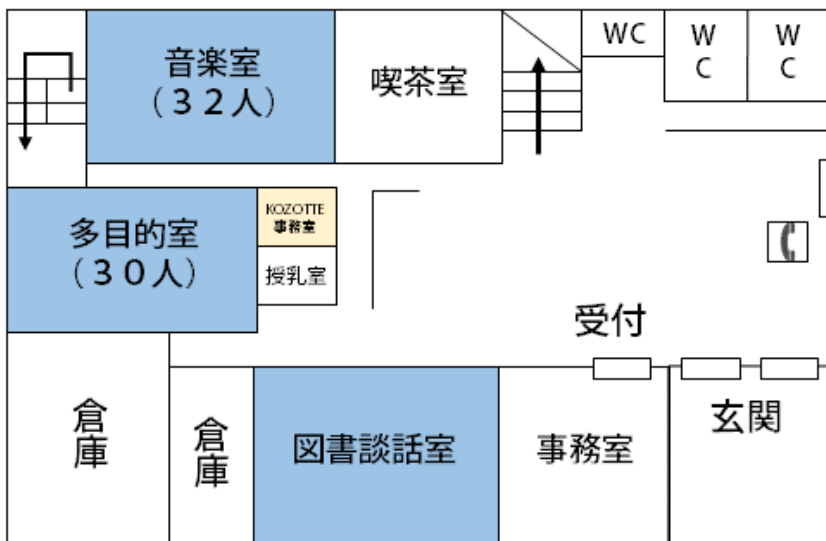 音楽室
（３２人）
喫茶室
WC
W
C
W
C
多目的室
（３０人）
KOZOTTE
事務室
授乳室
受付
倉庫
倉庫
図書談話室
事務室
玄関